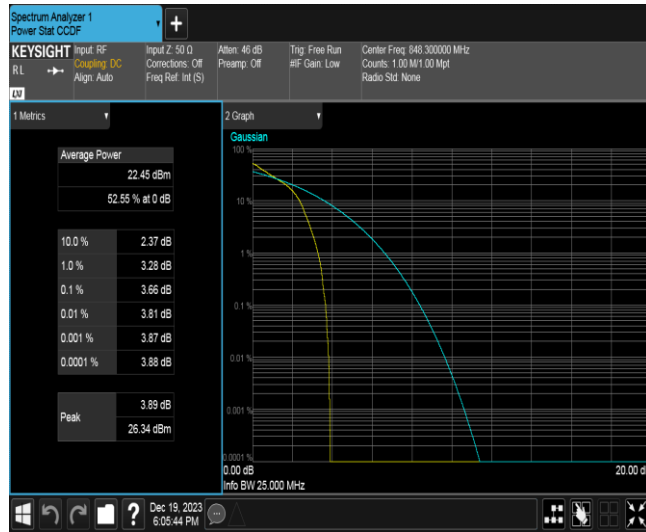 Spectrum Analyzer 1
Power Stat CCDF
+
KEYSIGHT
RL
LXI
Input: RF
Coupling: DC
Align: Auto
Input Z: 50 Ω
Corrections: Off
Freq Ref: Int (S)
Atten: 46 dB
Preamp: Off
Trig: Free Run
#IF Gain: Low
Center Freq: 848.300000 MHz
Counts: 1.00 M/1.00 Mpt
Radio Std: None
1 Metrics
Average Power
22.45 dBm
52.55 % at 0 dB
10.0 % 2.37 dB
1.0 % 3.28 dB
0.1 % 3.66 dB
0.01 % 3.81 dB
0.001 % 3.87 dB
0.0001 % 3.88 dB
Peak
3.89 dB
26.34 dBm
2 Graph
Gaussian
100 %
10 %
1 %
0.1 %
0.01 %
0.001 %
0.0001 %
0.00 dB
20.00 d
Info BW 25.000 MHz
?
Dec 19, 2023
6:05:44 PM